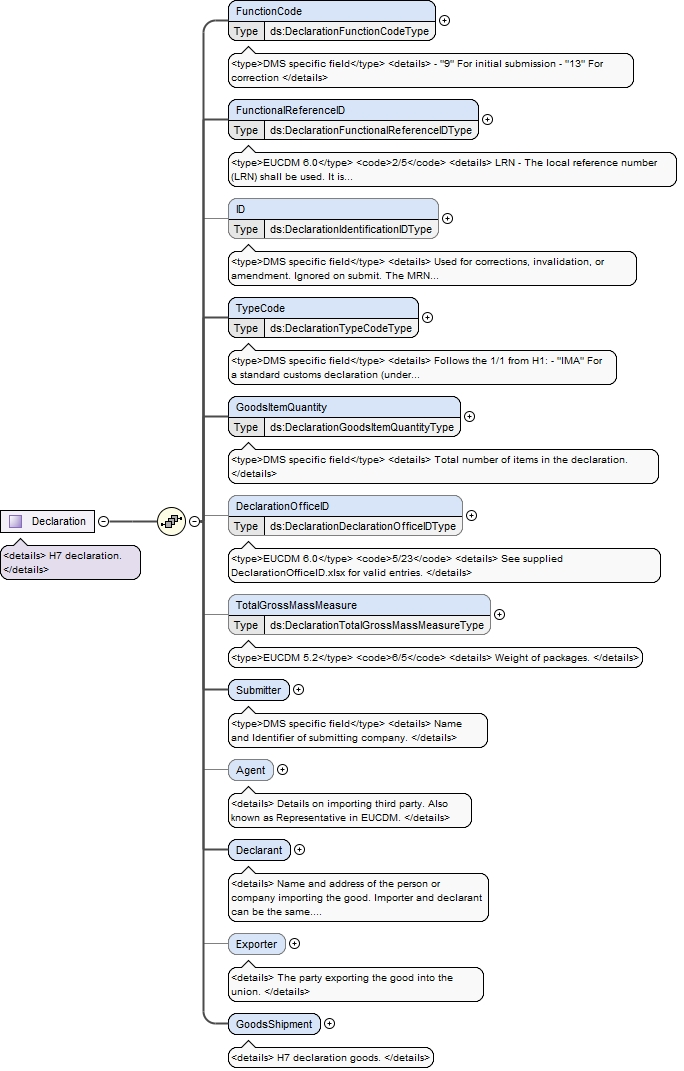 FunctionCode
Type ds:DeclarationFunctionCodeType
<type>DMS specific field</type> <details> - "9" For initial submission - "13" For
correction </details>
FunctionalReferenceID
Type ds:DeclarationFunctionalReferenceIDType
<type>EUCDM 6.0</type> <code>2/5</code> <details> LRN - The local reference number
(LRN) shall be used. It is...
ID
Type ds:DeclarationIdentificationIDType
<type>DMS specific field</type> <details> Used for corrections, invalidation, or
amendment. Ignored on submit. The MRN...
TypeCode
Type ds:DeclarationTypeCodeType
<type>DMS specific field</type> <details> Follows the 1/1 from H1: - "IMA" For
a standard customs declaration (under...
GoodsItemQuantity
Type ds:DeclarationGoodsItemQuantityType
<type>DMS specific field</type> <details> Total number of items in the declaration.
</details>
Declaration
<details> H7 declaration.
</details>
DeclarationOfficeID
Type ds:DeclarationDeclarationOfficeIDType
<type>EUCDM 6.0</type> <code>5/23</code> <details> See supplied
DeclarationOfficeID.xlsx for valid entries. </details>
TotalGrossMassMeasure
Type ds:DeclarationTotalGrossMassMeasureType
<type>EUCDM 5.2</type> <code>6/5</code> <details> Weight of packages. </details>
Submitter
<type>DMS specific field</type> <details> Name
and Identifier of submitting company. </details>
Agent
<details> Details on importing third party. Also
known as Representative in EUCDM. </details>
Declarant
<details> Name and address of the person or
company importing the good. Importer and declarant
can be the same....
Exporter
<details> The party exporting the good into the
union. </details>
GoodsShipment
<details> H7 declaration goods. </details>